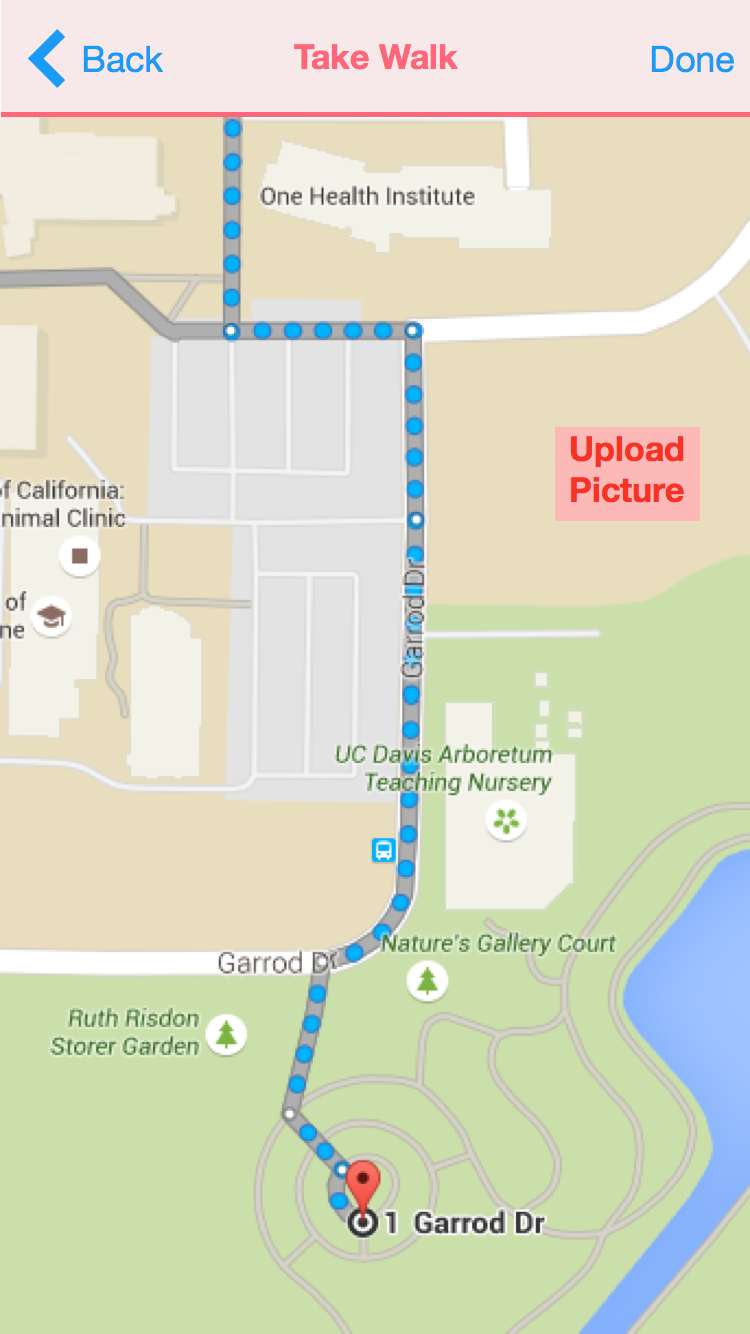 Back
Take Walk
Done
One Health Institute
Upload
Picture
f California:
nimal Clinic
of
ne
Garrod Dr
UC Davis Arboretum
Teaching Nursery
Nature's Gallery Court
Garrod Dr
Ruth Risdon
Storer Garden
1 Garrod Dr